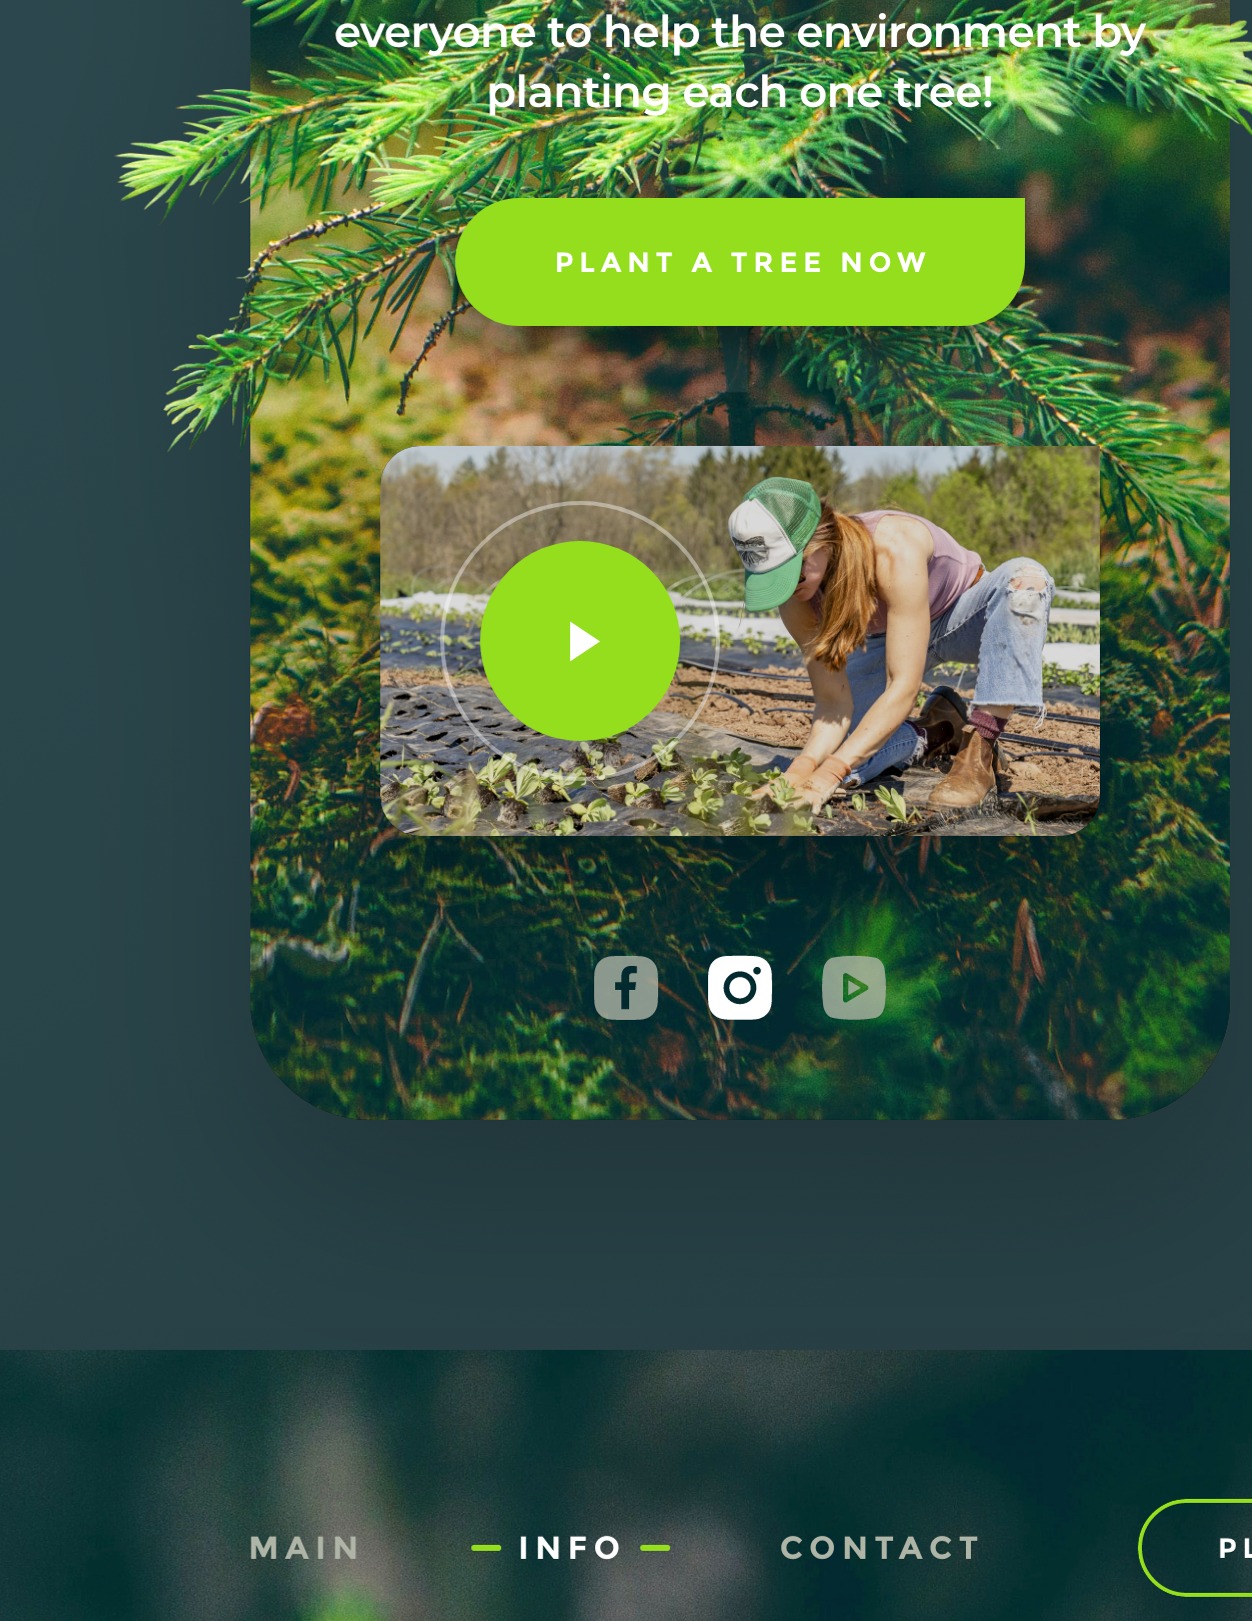 everyone to help the environment by
planting each one tree!
PLANT A TREE NOW
MAIN
INFO
CONTACT
PL